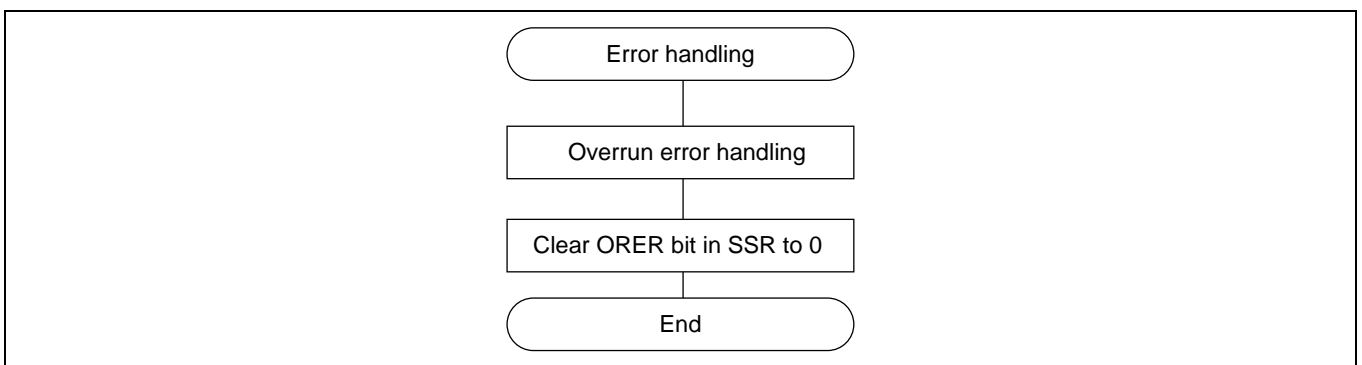 Error handling
Overrun error handling
Clear ORER bit in SSR to 0
End